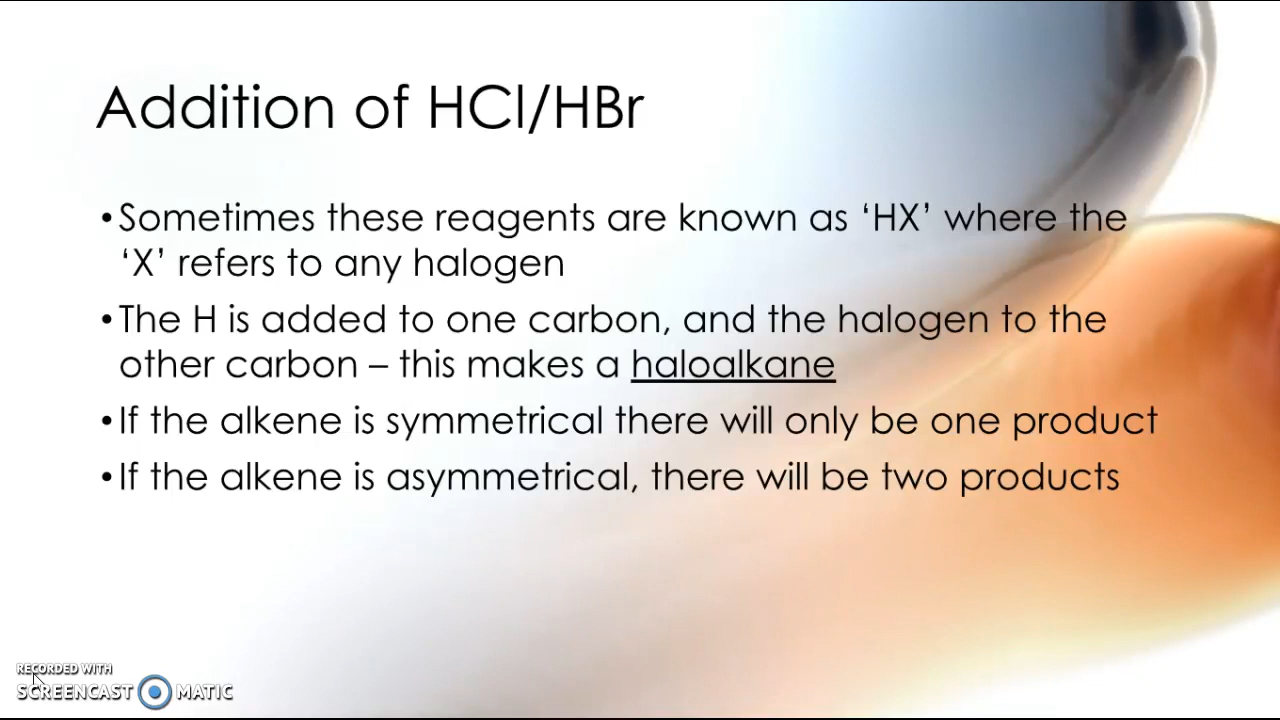 Addition of HCl/HBr
•Sometimes these reagents are known as ‘HX’ where the
‘X’ refers to any halogen
•The H is added to one carbon, and the halogen to the
other carbon – this makes a haloalkane
•If the alkene is symmetrical there will only be one product
•If the alkene is asymmetrical, there will be two products
RECORDED WITH
SCREENCAST MATIC